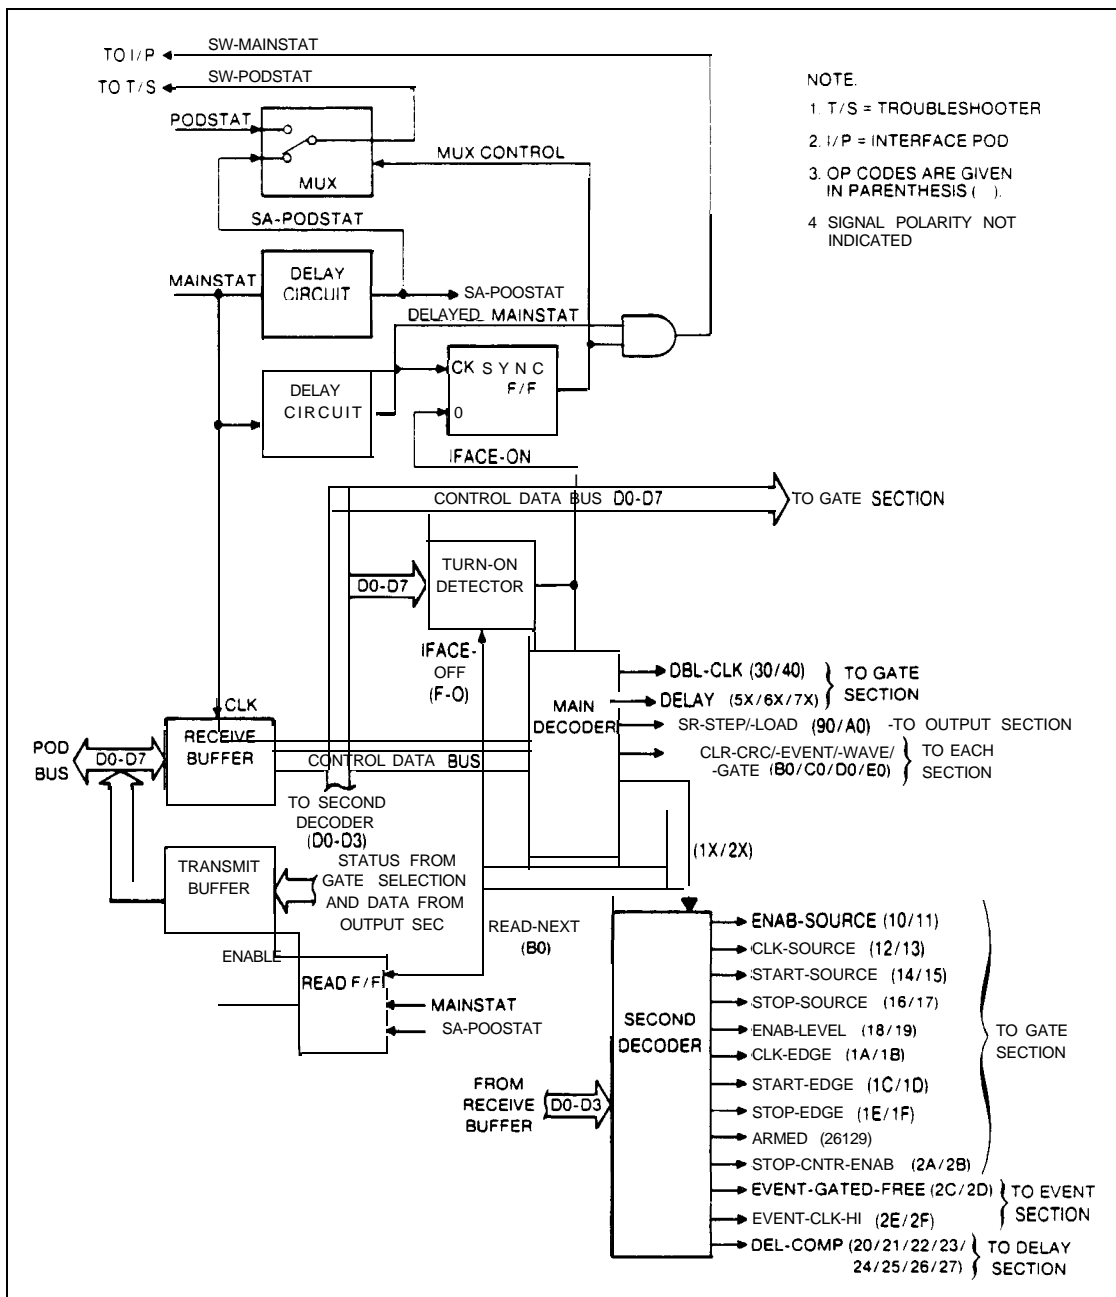 SW-MAINSTAT
TO I/P
SW-PODSTAT
TO T/S
PODSTAT
MUX CONTROL
MUX
SA-PODSTAT
NOTE.
1. T/S = TROUBLESHOOTER
2. I/P = INTERFACE POD
3. OP CODES ARE GIVEN
IN PARENTHESIS ( ).
4 SIGNAL POLARITY NOT
INDICATED
MAINSTAT
DELAY
CIRCUIT
SA-POOSTAT
DELAYED MAINSTAT
DELAY
CIRCUIT
CK SYNC
F/F
0
IFACE-ON
CONTROL DATA BUS D0-D7
TO GATE SECTION
TURN-ON
DETECTOR
D0-D7
IFACE-
OFF
(F-O)
CLK
RECEIVE
BUFFER
POD
BUS
D0-D7
CONTROL DATA BUS
MAIN
DECODER
DBL-CLK (30/40)
DELAY (5X/6X/7X)
TO GATE
SECTION
SR-STEP/-LOAD (90/A0) -TO OUTPUT SECTION
CLR-CRC/-EVENT/-WAVE/
-GATE (B0/C0/D0/E0)
TO EACH
SECTION
TO SECOND
DECODER
(D0-D3)
(1X/2X)
TRANSMIT
BUFFER
STATUS FROM
GATE SELECTION
AND DATA FROM
OUTPUT SEC
READ-NEXT
(B0)
ENABLE
READ F/F
MAINSTAT
SA-POOSTAT
SECOND
DECODER
FROM
RECEIVE
BUFFER
D0-D3
ENAB-SOURCE (10/11)
CLK-SOURCE (12/13)
START-SOURCE (14/15)
STOP-SOURCE (16/17)
ENAB-LEVEL (18/19)
CLK-EDGE (1A/1B)
START-EDGE (1C/1D)
STOP-EDGE (1E/1F)
ARMED (26129)
STOP-CNTR-ENAB (2A/2B)
TO GATE
SECTION
EVENT-GATED-FREE (2C/2D)
EVENT-CLK-HI (2E/2F)
TO EVENT
SECTION
DEL-COMP (20/21/22/23/
24/25/26/27)
TO DELAY
SECTION